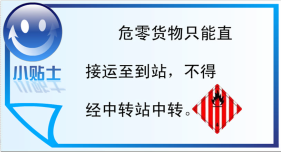 危零货物只能直
接运至到站，不得
经中转站中转。
小贴士